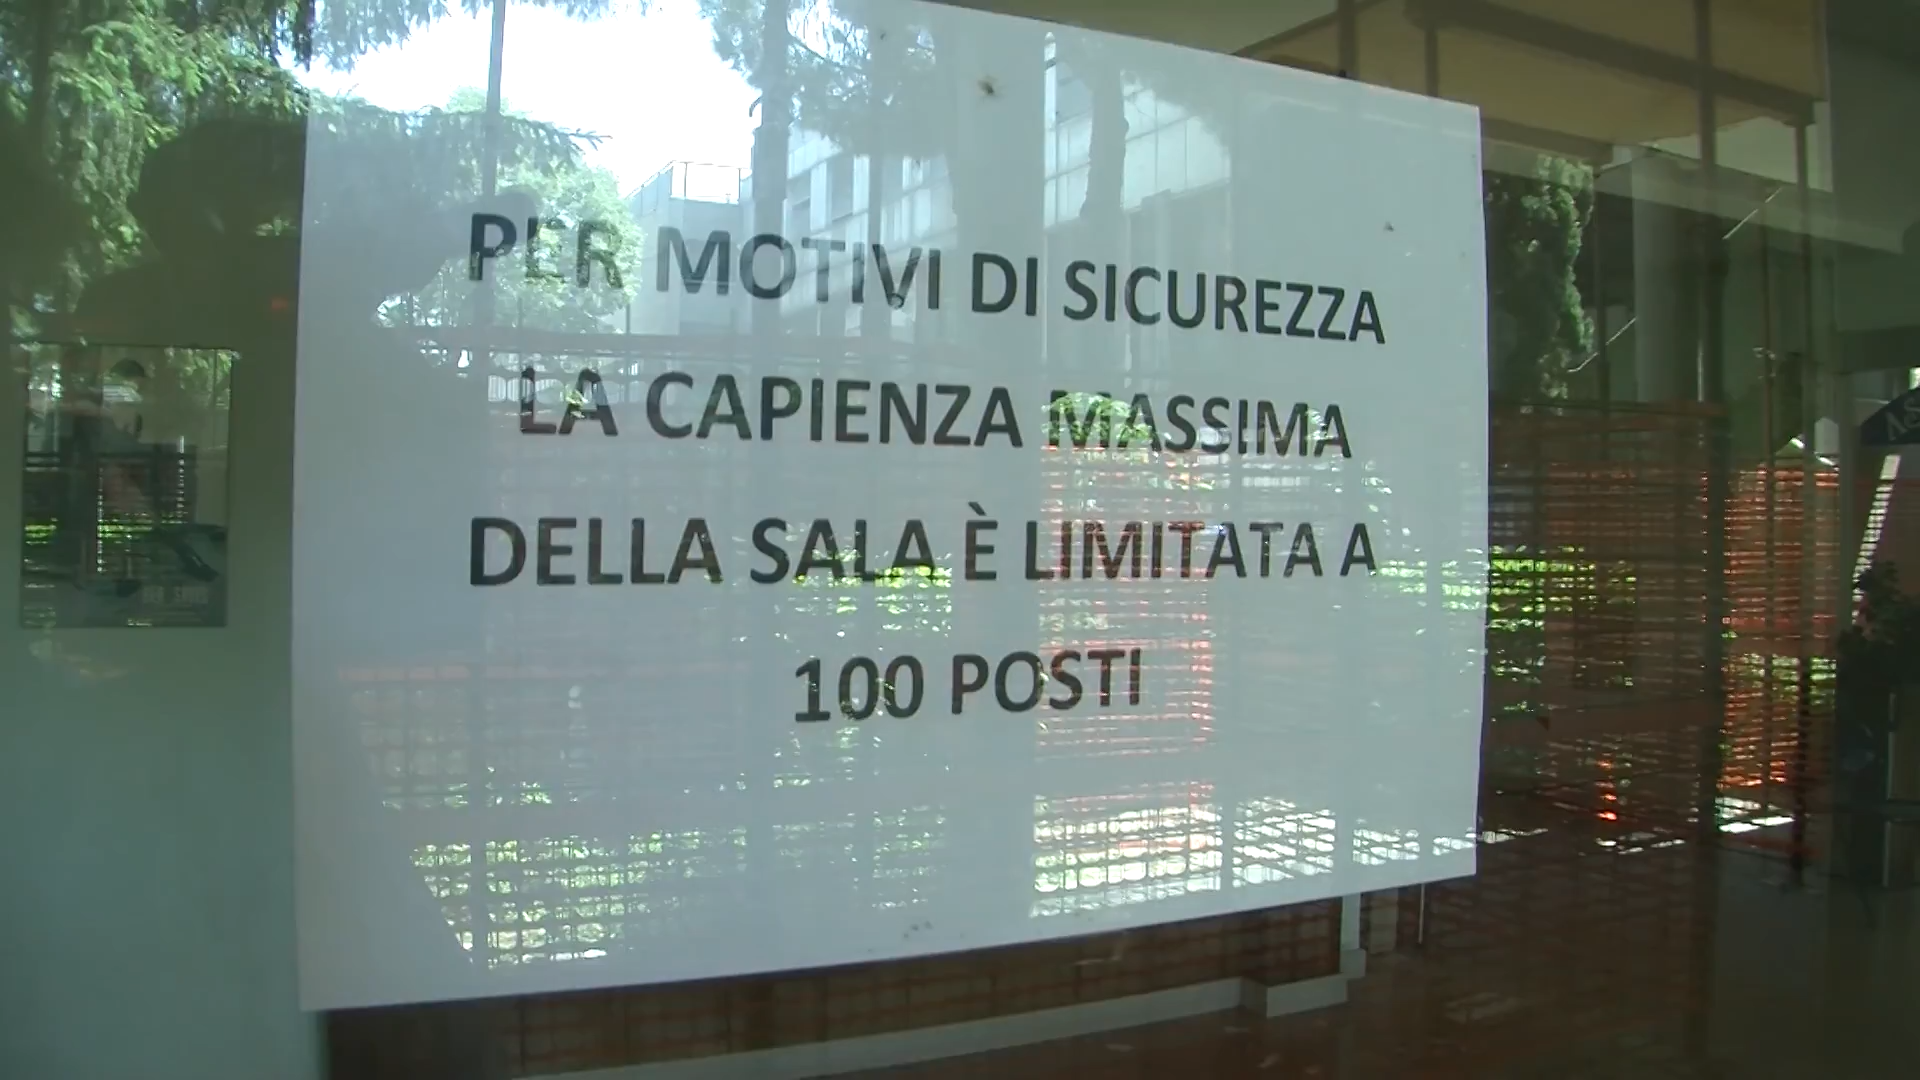 PER MOTIVI DI SICUREZZA
LA CAPIENZA MASSIMA
DELLA SALA È LIMITATA A
100 POSTI